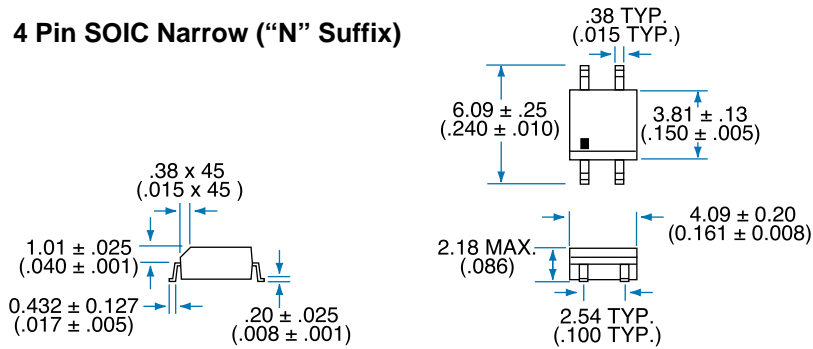 4 Pin SOIC Narrow (“N” Suffix)
.38 TYP.
(.015 TYP.)
6.09 ± .25
(.240 ± .010)
3.81 ± .13
(.150 ± .005)
.38 x 45
(.015 x 45 )
1.01 ± .025
(.040 ± .001)
0.432 ± 0.127
(.017 ± .005)
.20 ± .025
(.008 ± .001)
4.09 ± 0.20
(0.161 ± 0.008)
2.18 MAX.
(.086)
2.54 TYP.
(.100 TYP.)